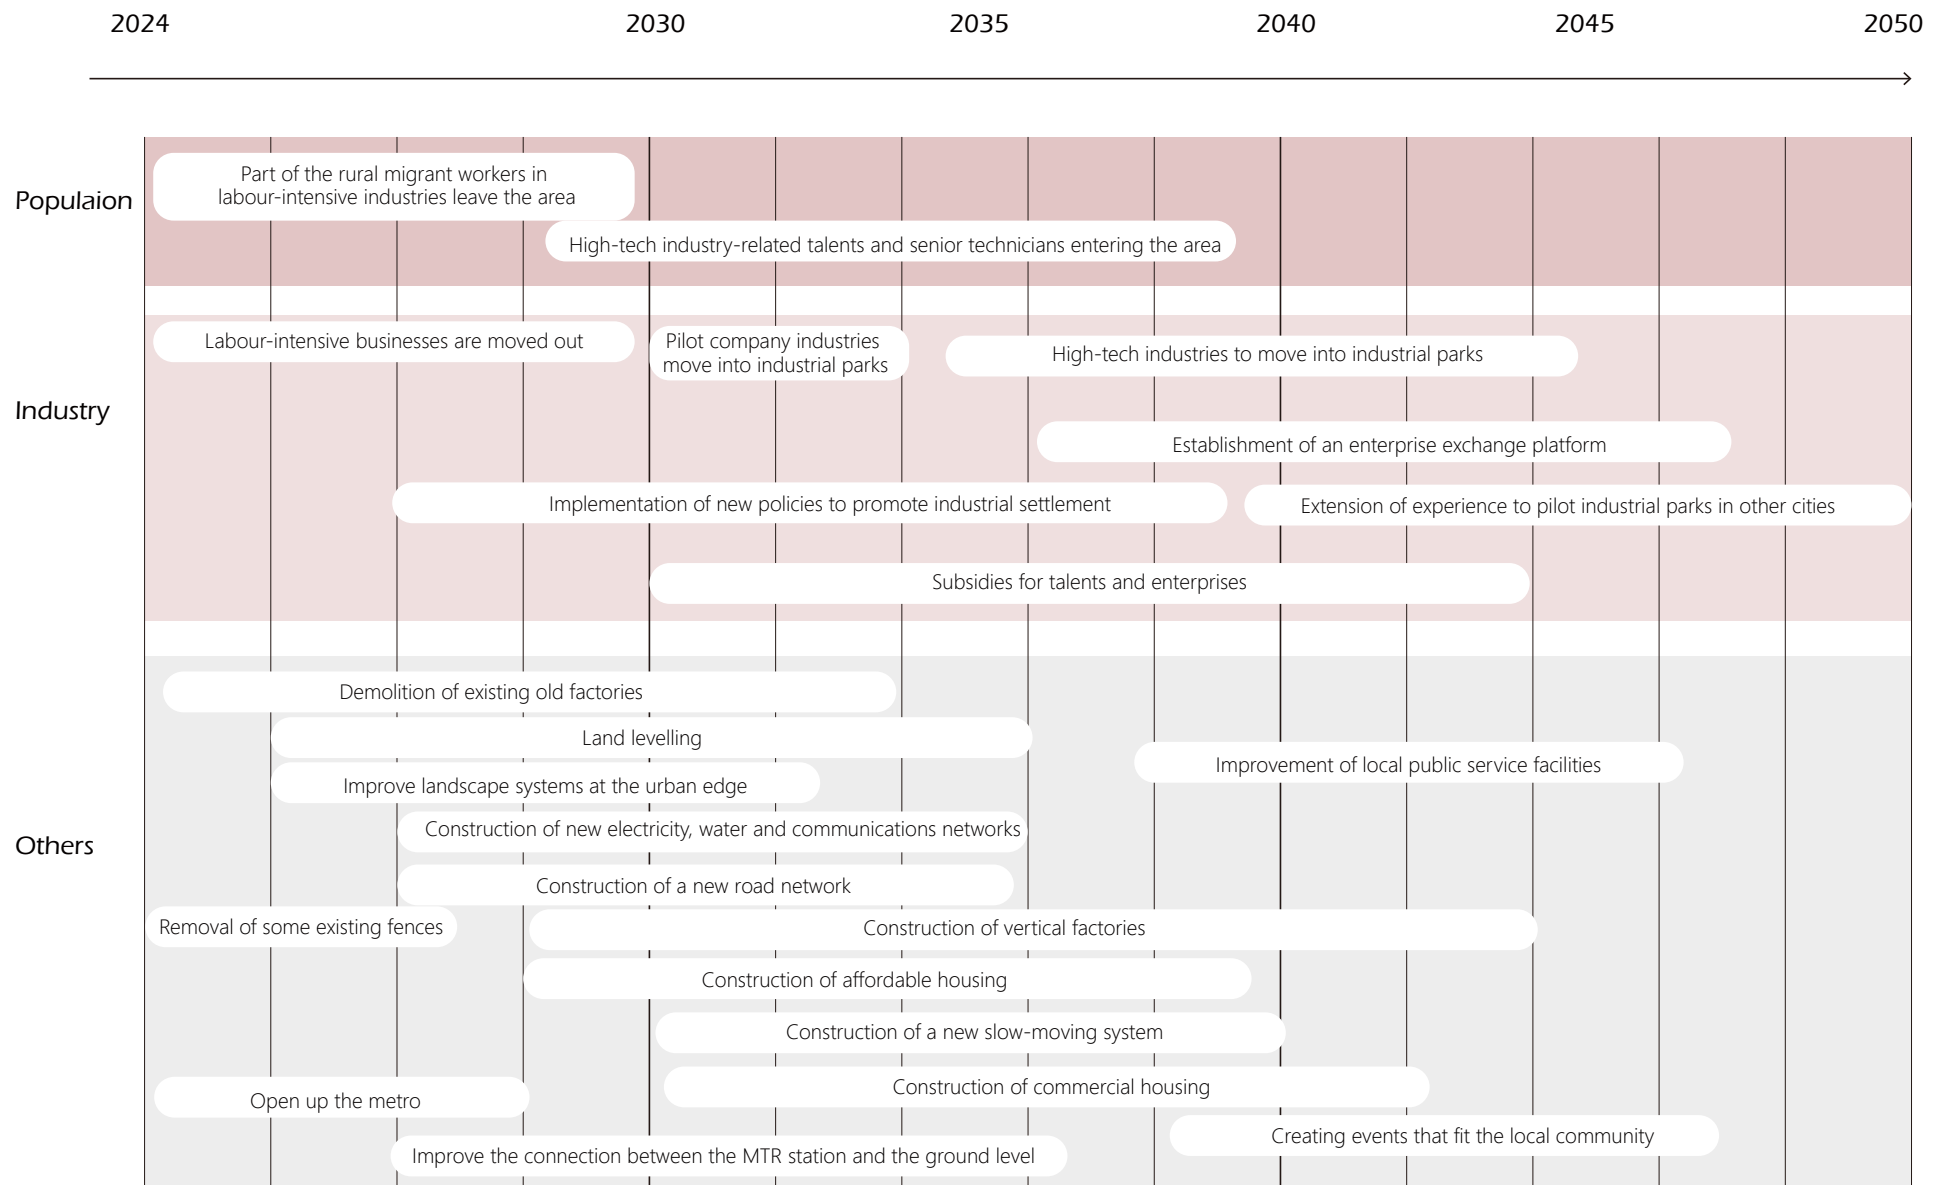 2024 2030 2035 2040 2045 2050
Populaion
Part of the rural migrant workers in
labour-intensive industries leave the area
High-tech industry-related talents and senior technicians entering the area
Industry
Labour-intensive businesses are moved out
Pilot company industries
move into industrial parks
High-tech industries to move into industrial parks
Establishment of an enterprise exchange platform
Implementation of new policies to promote industrial settlement
Extension of experience to pilot industrial parks in other cities
Subsidies for talents and enterprises
Others
Demolition of existing old factories
Land levelling
Improvement of local public service facilities
Improve landscape systems at the urban edge
Construction of new electricity, water and communications networks
Construction of a new road network
Removal of some existing fences
Construction of vertical factories
Construction of affordable housing
Construction of a new slow-moving system
Construction of commercial housing
Open up the metro
Creating events that fit the local community
Improve the connection between the MTR station and the ground level